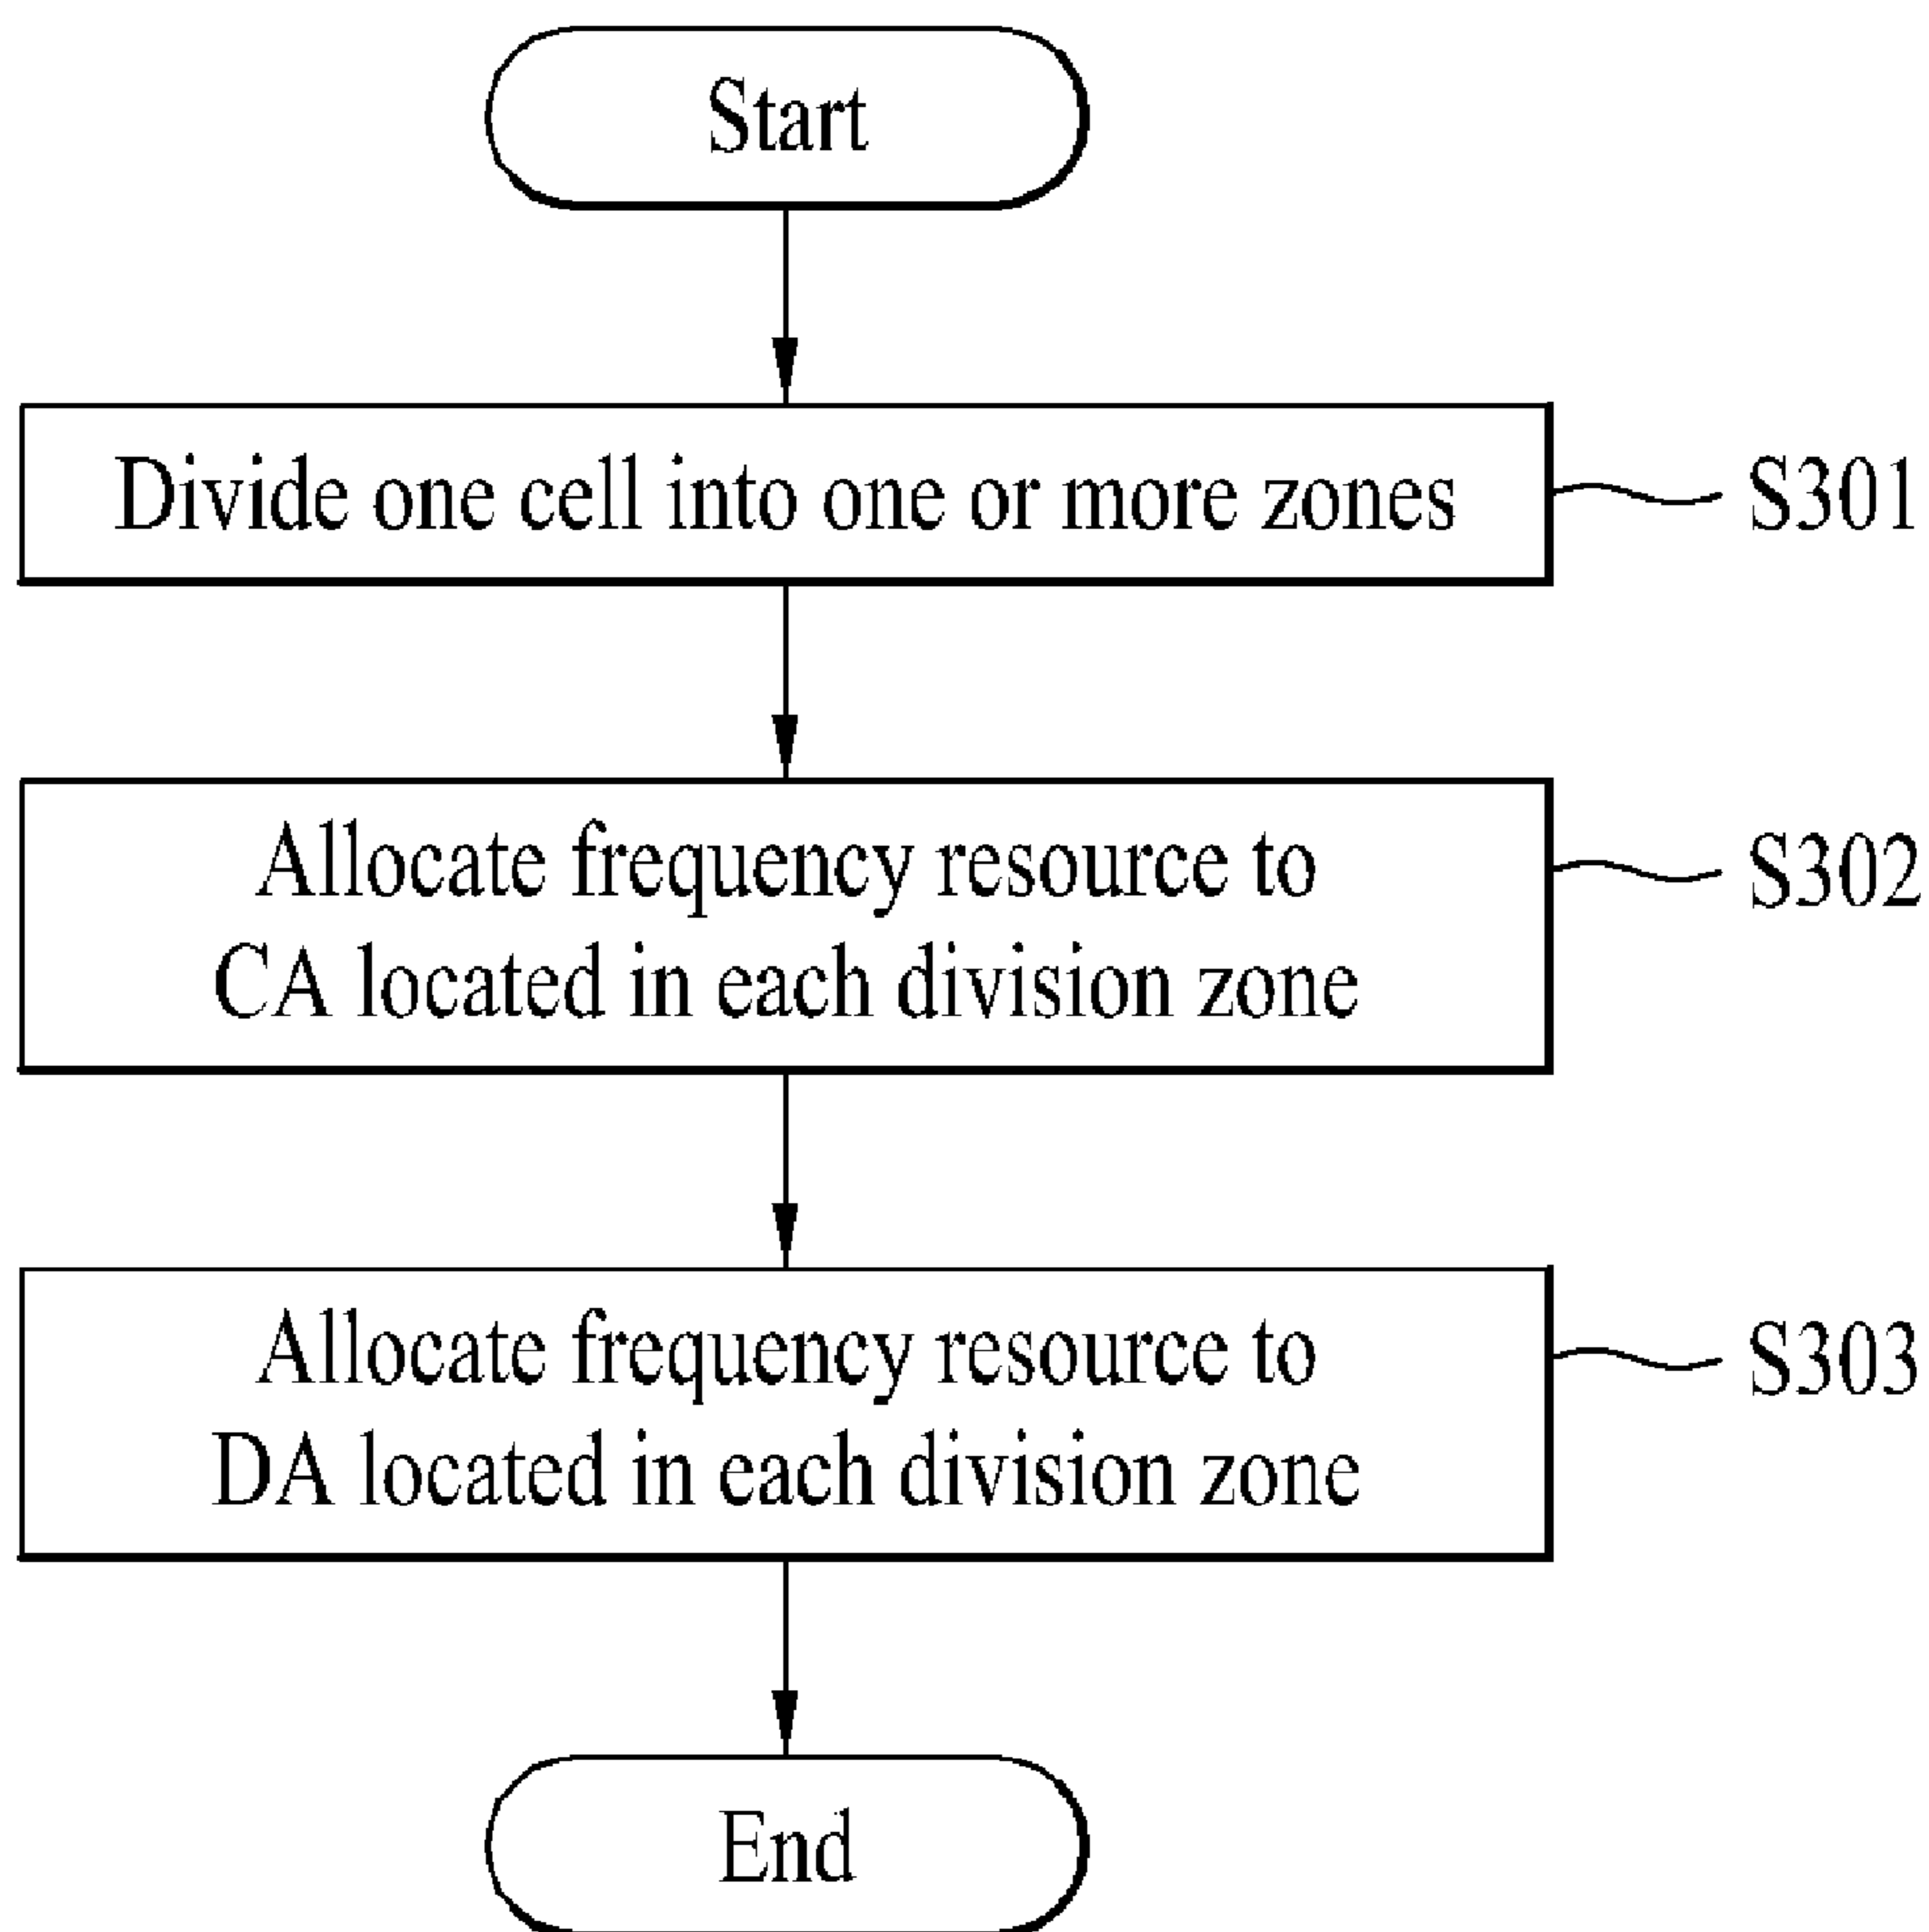 Start
Divide one cell into one or more zones
S301
Allocate frequency resource to
CA located in each division zone
S302
Allocate frequency resource to
DA located in each division zone
S303
End